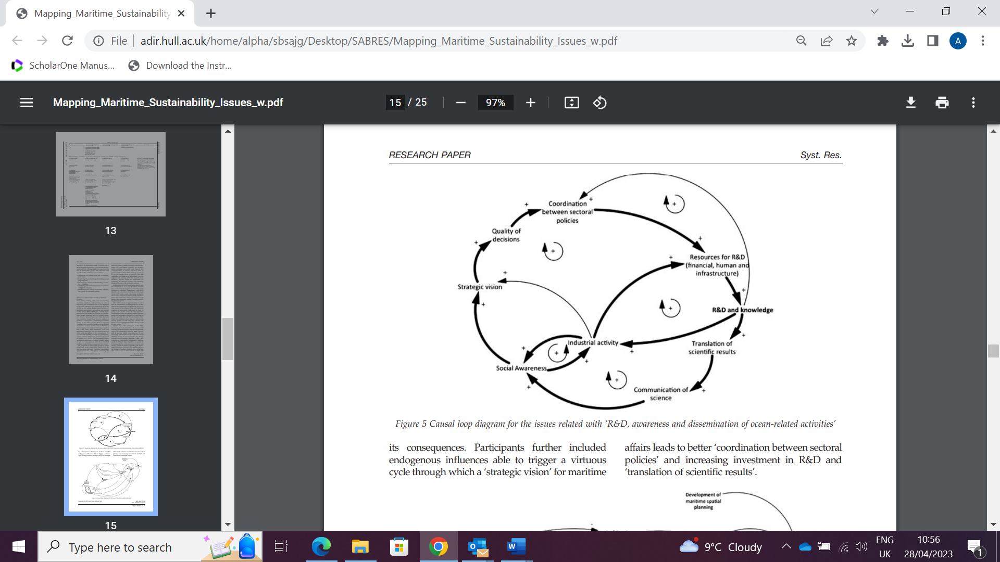 Mapping_Maritime_Sustainability
File
adir.hull.ac.uk/home/alpha/sbsajg/Desktop/SABRES/Mapping_Maritime_Sustainability_Issues_w.pdf
A
ScholarOne Manus...
Download the Instr...
Mapping_Maritime_Sustainability_Issues_w.pdf
15 / 25
97%
13
14
15
RESEARCH PAPER
Syst. Res.
Coordination
between sectoral
policies
Quality of
decisions
Resources for R&D
(financial, human and
infrastructure)
Strategic vision
R&D and knowledge
Industrial activity
Translation of
scientific results
Social Awareness
Communication of
science
Figure 5 Causal loop diagram for the issues related with ‘R&D, awareness and dissemination of ocean-related activities’
its consequences. Participants further included
endogenous influences able to trigger a virtuous
cycle through which a ‘strategic vision’ for maritime
affairs leads to better ‘coordination between sectoral
policies’ and increasing investment in R&D and
‘translation of scientific results’.
Development of
maritime spatial
planning
Type here to search
9°C Cloudy
ENG
UK
10:56
28/04/2023
1